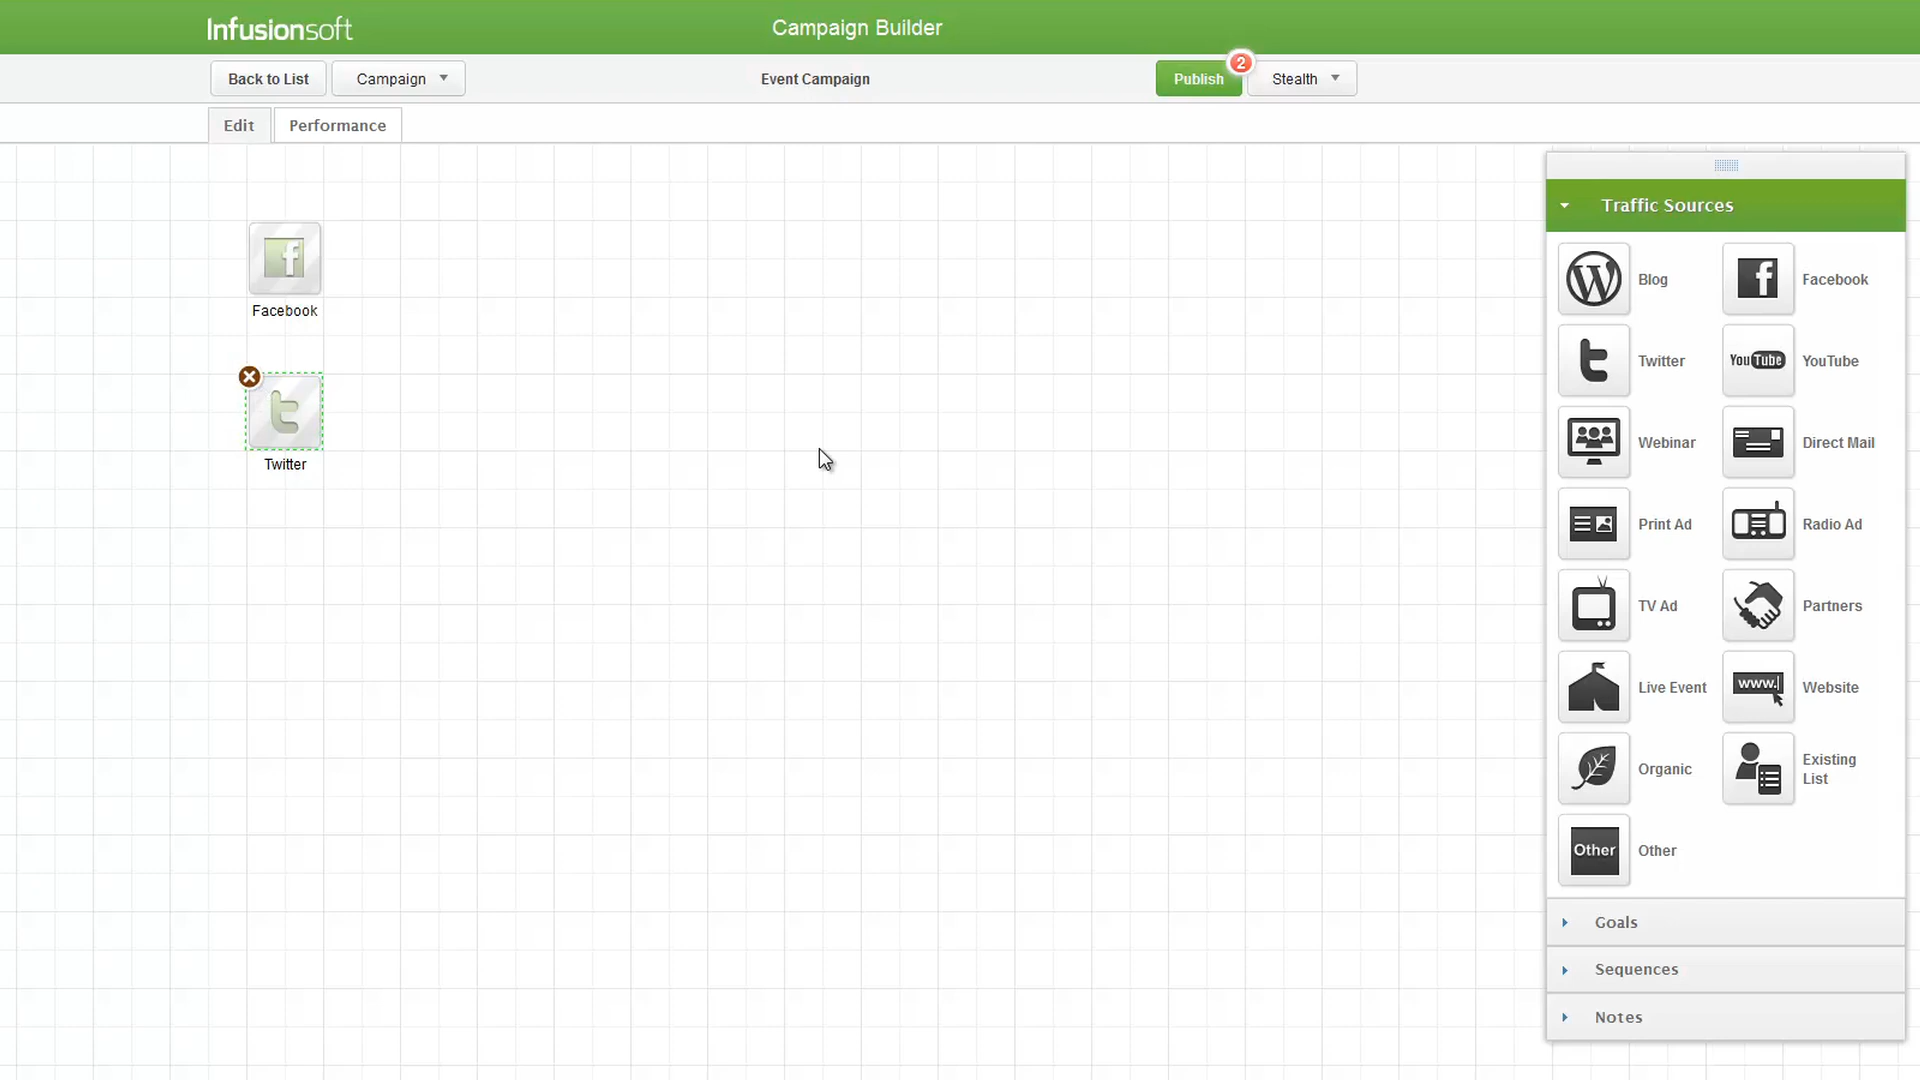 Infusionsoft
Campaign Builder
Back to List
Campaign
Event Campaign
Publish
2
Stealth
Edit
Performance
Facebook
Twitter
Traffic Sources
Blog
Facebook
Twitter
YouTube
YouTube
Webinar
Direct Mail
Print Ad
Radio Ad
TV Ad
Partners
Live Event
www.
Website
Organic
Existing
List
Other
Other
Goals
Sequences
Notes